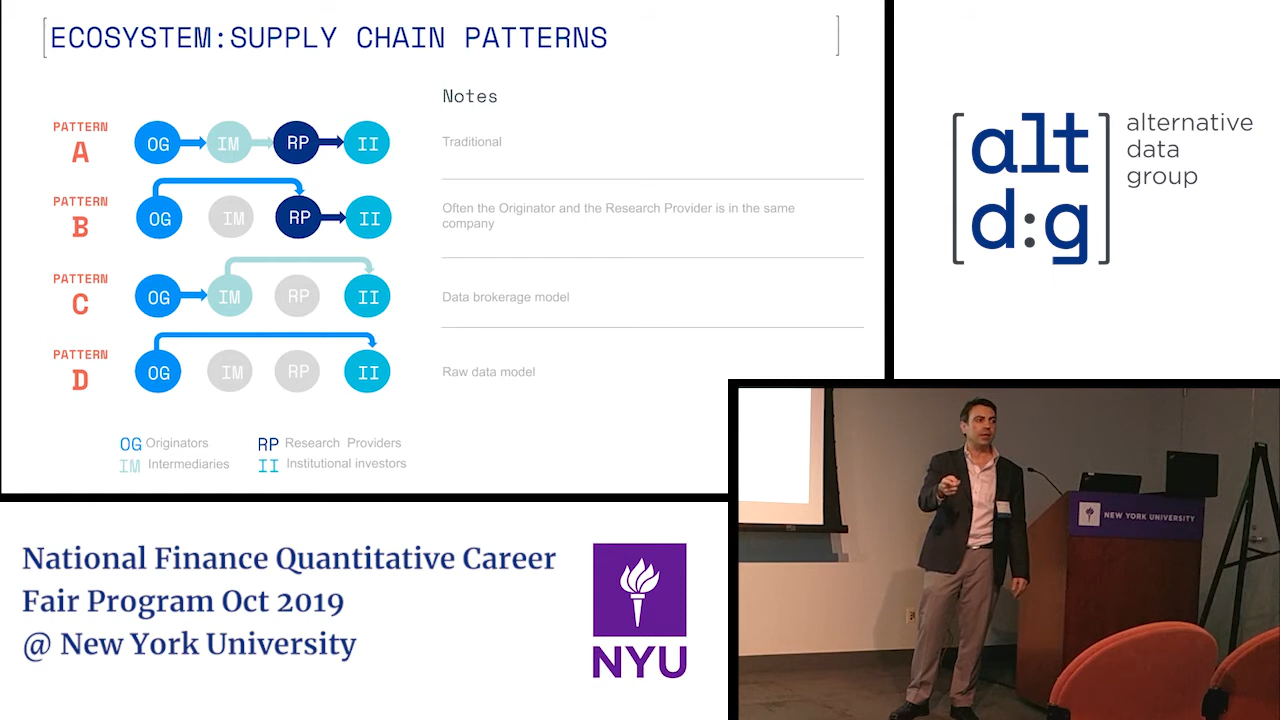 ECOSYSTEM:SUPPLY CHAIN PATTERNS
Notes
PATTERN
A
OG IM RP II
Traditional
PATTERN
B
OG IM RP II
Often the Originator and the Research Provider is in the same
company
PATTERN
C
OG IM RP II
Data brokerage model
PATTERN
D
OG IM RP II
Raw data model
OG Originators
RP Research Providers
IM Intermediaries
II Institutional investors
[alt
d:g]
alternative
data
group
National Finance Quantitative Career
Fair Program Oct 2019
@ New York University
NYU
NEW YORK UNIVERSITY